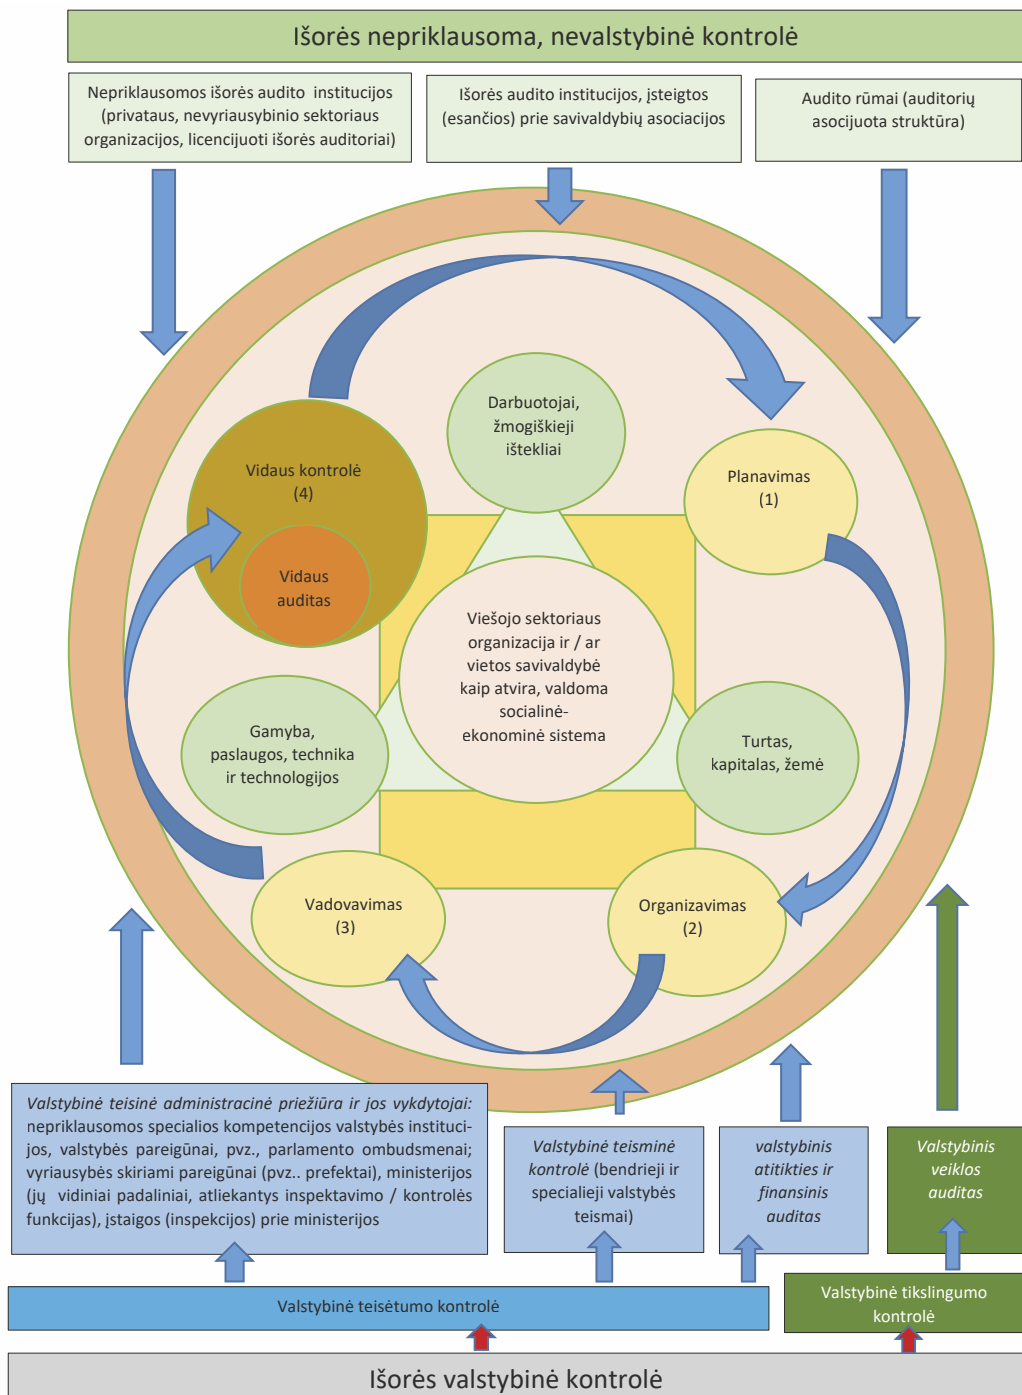 Išorės nepriklausoma, nevalstybinė kontrolė
Nepriklausomos išorės audito institucijos
(privataus, nevyriausybinio sektoriaus
organizacijos, licencijuoti išorės auditoriai)
Išorės audito institucijos, įsteigtos
(esančios) prie savivaldybių asociacijos
Audito rūmai (auditorių
asocijuota struktūra)
Darbuotojai,
žmogiškieji
ištekliai
Vidaus kontrolė
(4)
Planavimas
(1)
Vidaus
auditas
Viešojo sektoriaus
organizacija ir / ar
vietos savivaldybė
kaip atvira, valdoma
socialinė-
ekonominė sistema
Gamyba,
paslaugos, technika
ir technologijos
Turtas,
kapitalas, žemė
Vadovavimas
(3)
Organizavimas
(2)
Valstybinė teisinė administracinė priežiūra ir jos vykdytojai:
nepriklausomos specialios kompetencijos valstybės instituci-
jos, valstybės pareigūnai, pvz., parlamento ombudsmenai;
vyriausybės skiriami pareigūnai (pvz.. prefektai), ministerijos
(jų vidiniai padaliniai, atliekantys inspektavimo / kontrolės
funkcijas), įstaigos (inspekcijos) prie ministerijos
Valstybinė teisminė
kontrolė (bendrieji ir
specialieji valstybės
teismai)
valstybinis
atitikties ir
finansinis
auditas
Valstybinis
veiklos
auditas
Valstybinė teisėtumo kontrolė
Valstybinė tikslingumo
kontrolė
Išorės valstybinė kontrolė